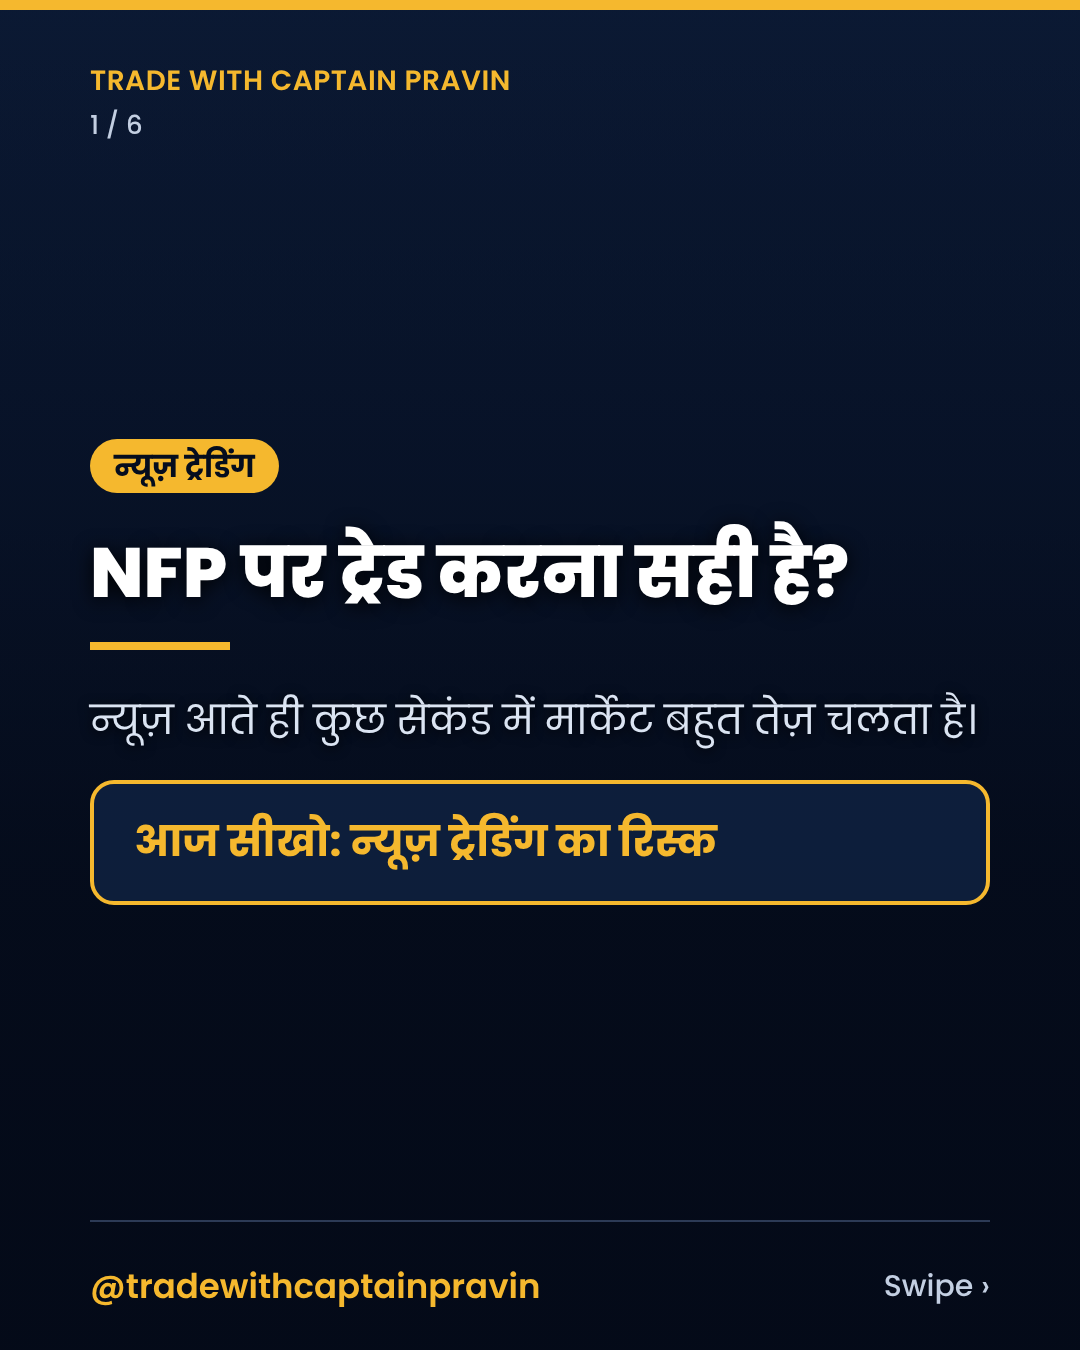 TRADE WITH CAPTAIN PRAVIN
1 / 6
न्यूज़ ट्रेडिंग
NFP पर ट्रेड करना सही है?
न्यूज़ आते ही कुछ सेकंड में मार्केट बहुत तेज़ चलता है।
आज सीखो: न्यूज़ ट्रेडिंग का रिस्क
@tradewithcaptainpravin
Swipe ›